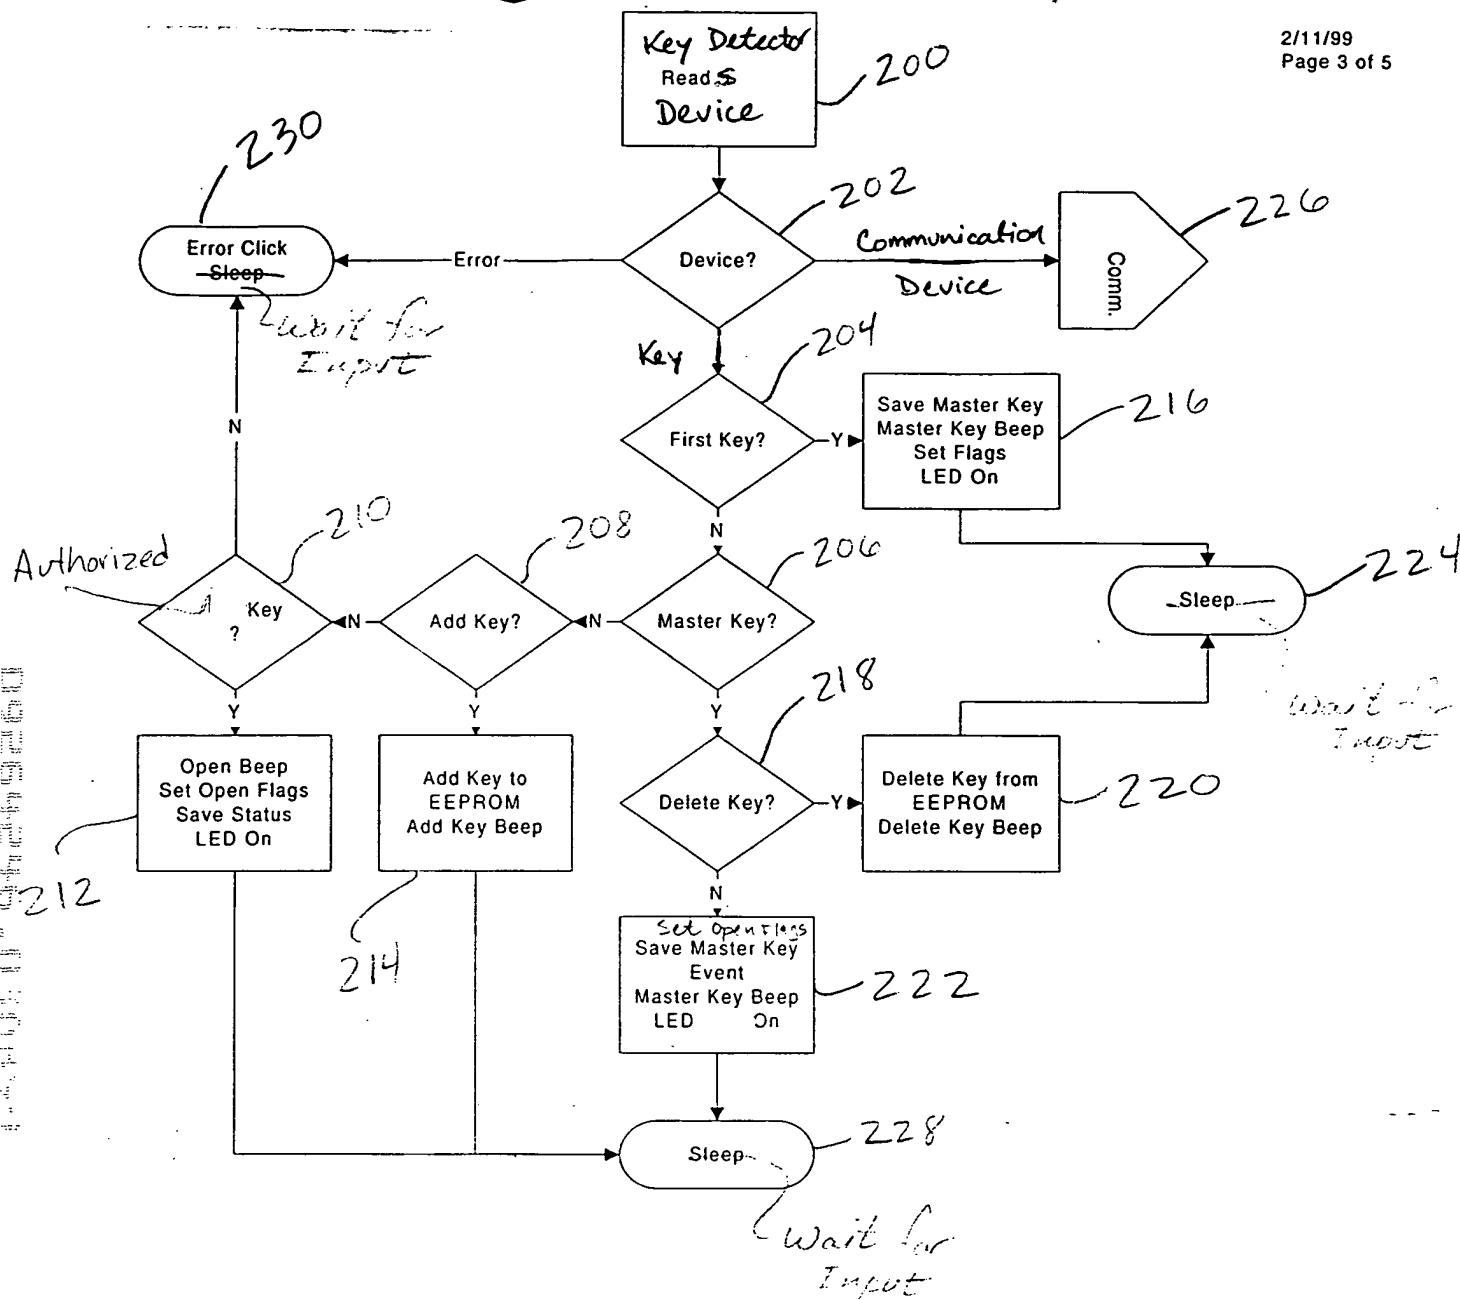 2/11/99
Page 3 of 5
Key Detector
Reads
Device
200
230
202
226
Error Click
Sleep
Error
Device?
Communication
Device
Comm.
Wait for
Input
Key
204
N
First Key?
Y
Save Master Key
Master Key Beep
Set Flags
LED On
216
N
Authorized
210
208
206
224
Key
?
N
Add Key?
N
Master Key?
Sleep
Wait for
Input
Y
Y
Y
218
Open Beep
Set Open Flags
Save Status
LED On
212
Add Key to
EEPROM
Add Key Beep
214
Delete Key?
Y
Delete Key from
EEPROM
Delete Key Beep
220
N
Set Open Flags
Save Master Key
Event
Master Key Beep
LED On
222
Sleep
228
Wait for
Input